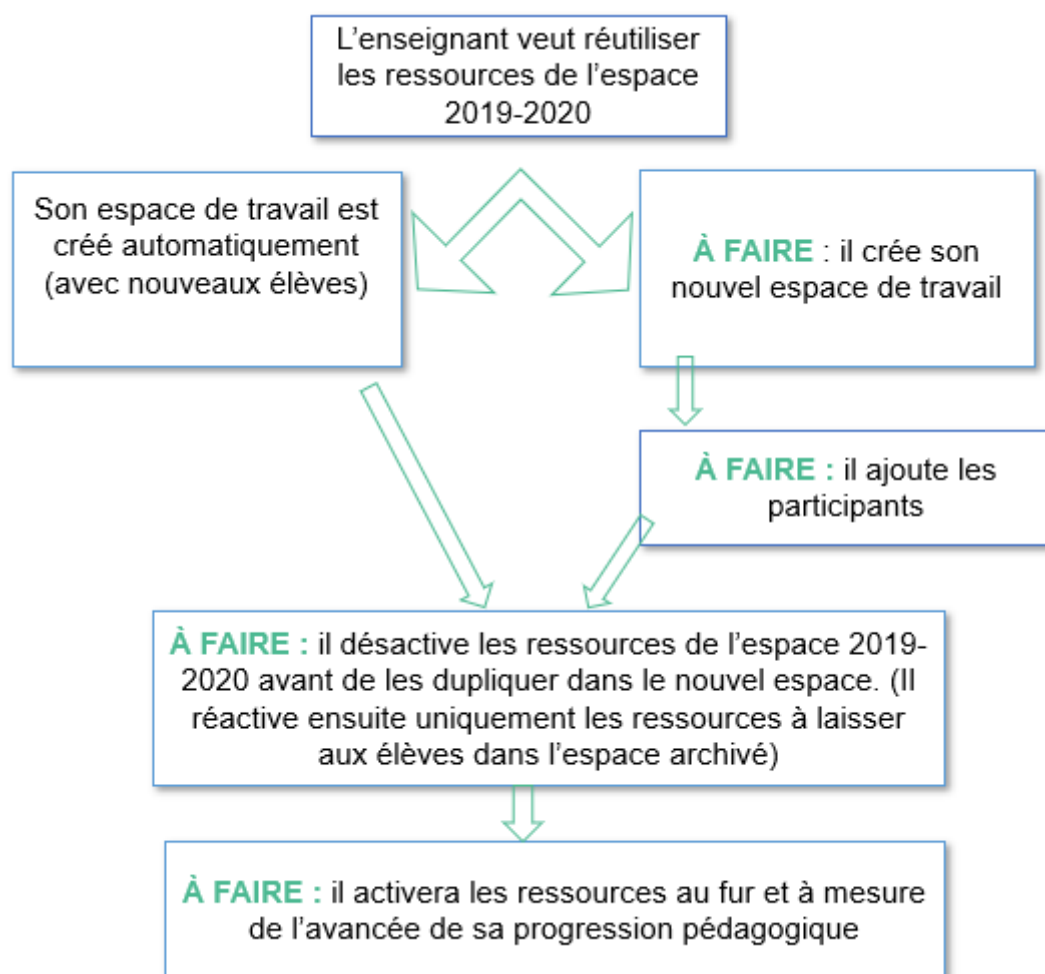 L’enseignant veut réutiliser
les ressources de l’espace
2019-2020
Son espace de travail est
créé automatiquement
(avec nouveaux élèves)
À FAIRE : il crée son
nouvel espace de travail
À FAIRE : il ajoute les
participants
À FAIRE : il désactive les ressources de l’espace 2019-
2020 avant de les dupliquer dans le nouvel espace. (Il
réactive ensuite uniquement les ressources à laisser
aux élèves dans l’espace archivé)
À FAIRE : il activera les ressources au fur et à mesure
de l’avancée de sa progression pédagogique